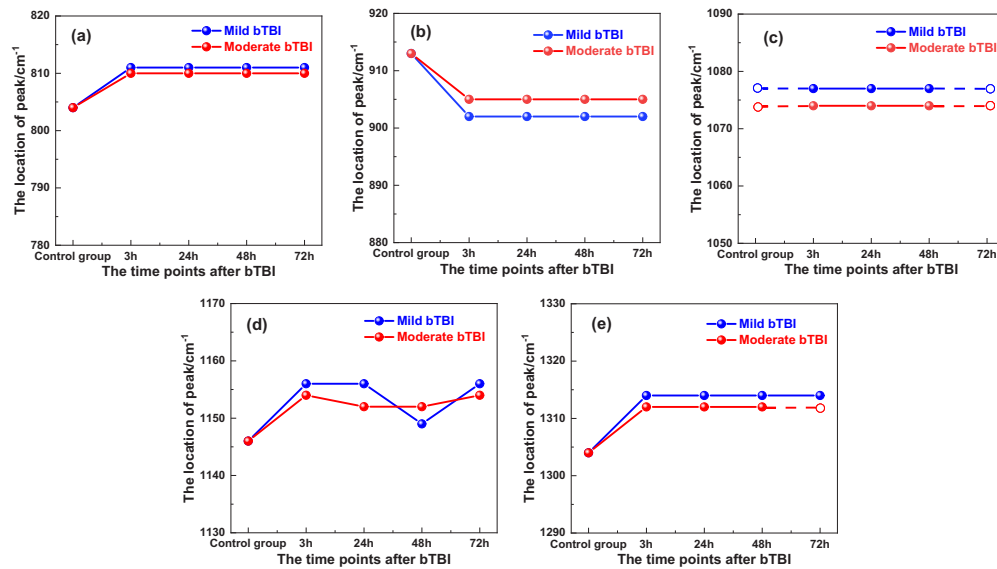 (a)
Mild bTBI
Moderate bTBI
The location of peak/cm⁻¹
810
800
790
780
Control group 3h 24h 48h 72h
The time points after bTBI
(b)
Mild bTBI
Moderate bTBI
The location of peak/cm⁻¹
920
910
900
890
880
Control group 3h 24h 48h 72h
The time points after bTBI
(c)
Mild bTBI
Moderate bTBI
The location of peak/cm⁻¹
1090
1080
1070
1060
1050
Control group 3h 24h 48h 72h
The time points after bTBI
(d)
Mild bTBI
Moderate bTBI
The location of peak/cm⁻¹
1170
1160
1150
1140
1130
Control group 3h 24h 48h 72h
The time points after bTBI
(e)
Mild bTBI
Moderate bTBI
The location of peak/cm⁻¹
1330
1320
1310
1300
1290
Control group 3h 24h 48h 72h
The time points after bTBI